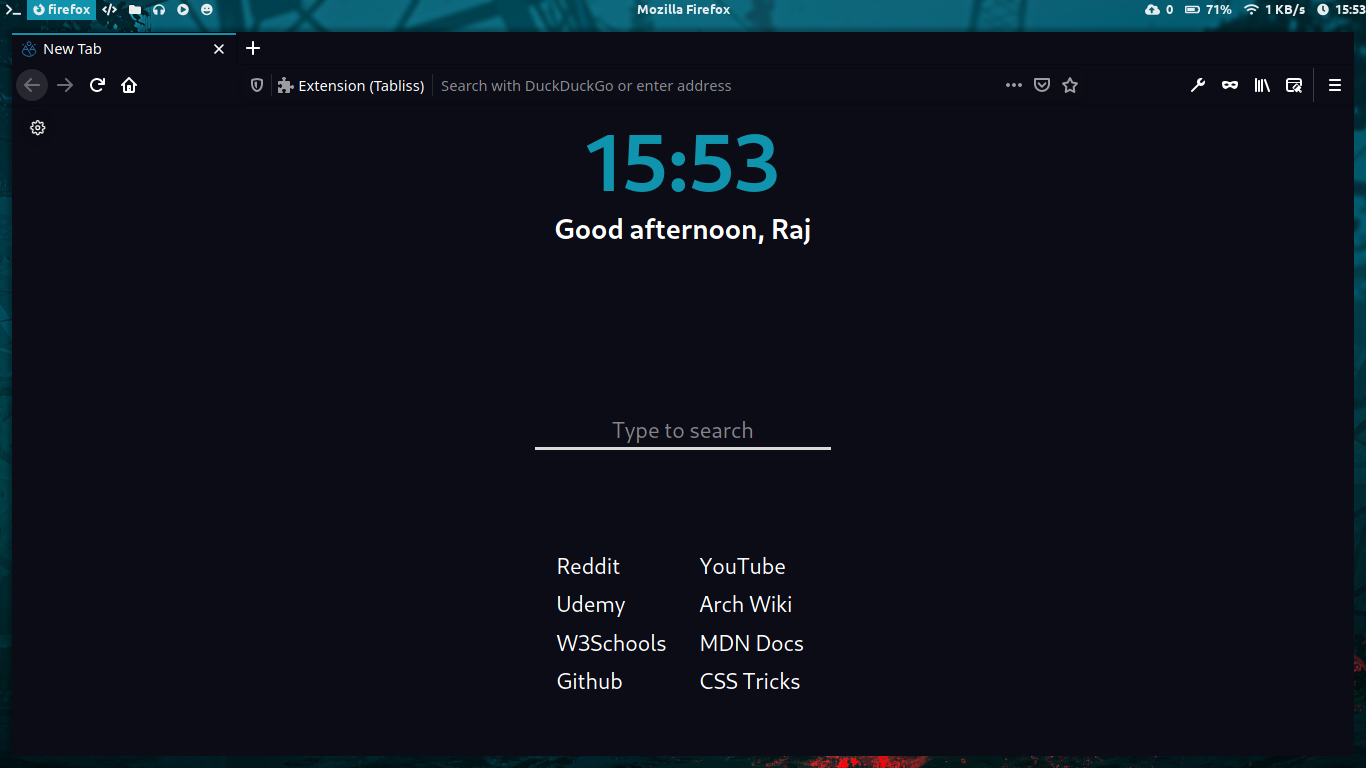 firefox Mozilla Firefox 0 71% 1 KB/s 15:53
New Tab
Extension (Tabliss) Search with DuckDuckGo or enter address
15:53
Good afternoon, Raj
Type to search
Reddit YouTube
Udemy Arch Wiki
W3Schools MDN Docs
Github CSS Tricks